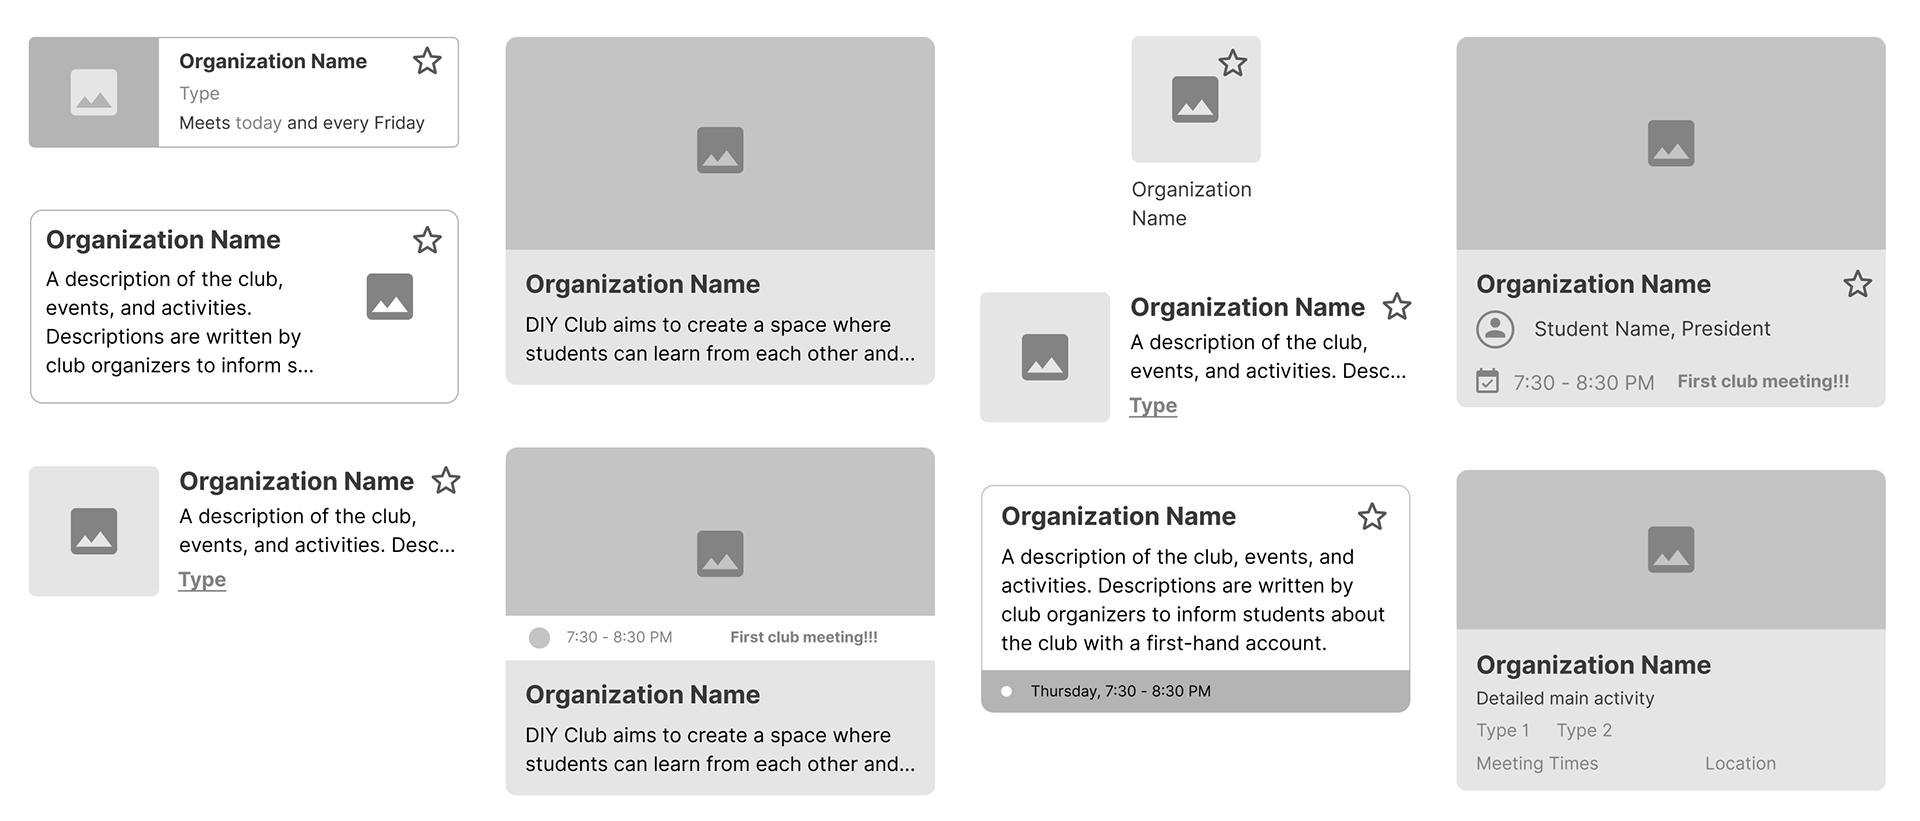 Organization Name
Type
Meets today and every Friday
Organization Name
A description of the club,
events, and activities.
Descriptions are written by
club organizers to inform s...
Organization Name
A description of the club,
events, and activities. Desc...
Type
Organization Name
DIY Club aims to create a space where
students can learn from each other and...
7:30 - 8:30 PM First club meeting!!!
Organization Name
DIY Club aims to create a space where
students can learn from each other and...
Organization
Name
Organization Name
A description of the club,
events, and activities. Desc...
Type
Organization Name
A description of the club, events, and
activities. Descriptions are written by
club organizers to inform students about
the club with a first-hand account.
Thursday, 7:30 - 8:30 PM
Organization Name
Student Name, President
7:30 - 8:30 PM First club meeting!!!
Organization Name
Detailed main activity
Type 1 Type 2
Meeting Times Location